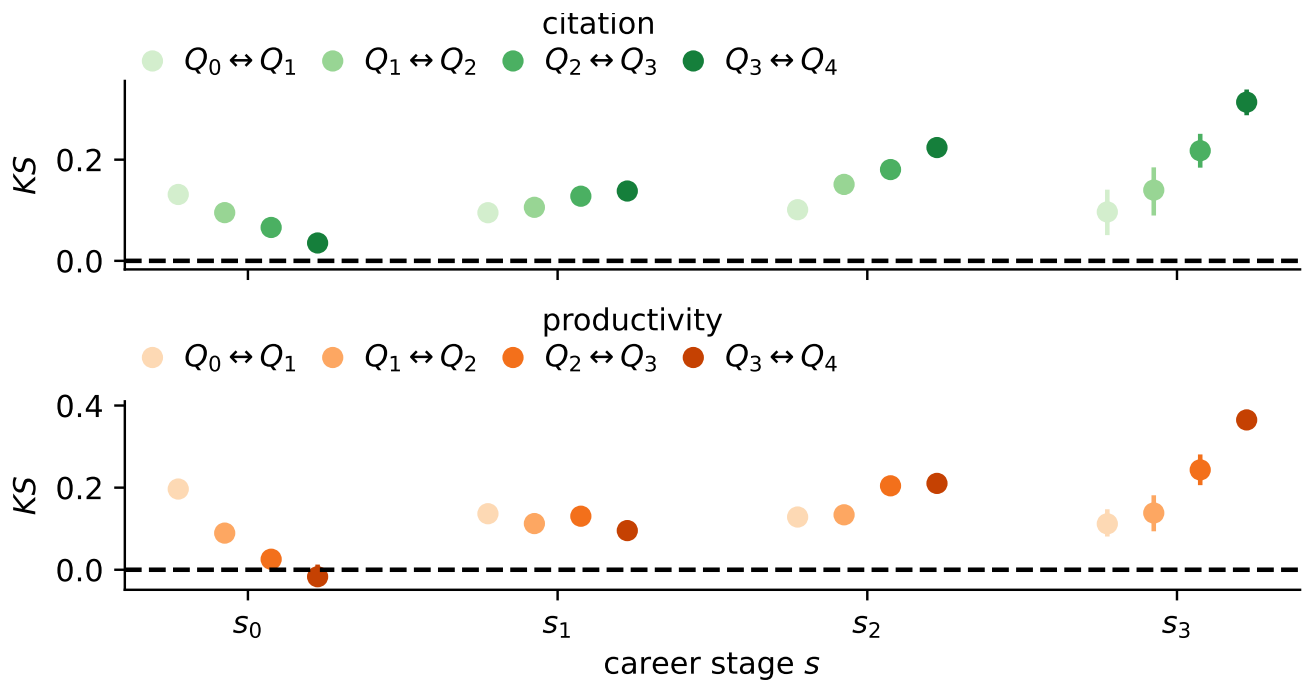 citation
Q₀ ↔ Q₁ Q₁ ↔ Q₂ Q₂ ↔ Q₃ Q₃ ↔ Q₄
KS
0.2
0.0
productivity
Q₀ ↔ Q₁ Q₁ ↔ Q₂ Q₂ ↔ Q₃ Q₃ ↔ Q₄
KS
0.4
0.2
0.0
s₀ s₁ s₂ s₃
career stage s